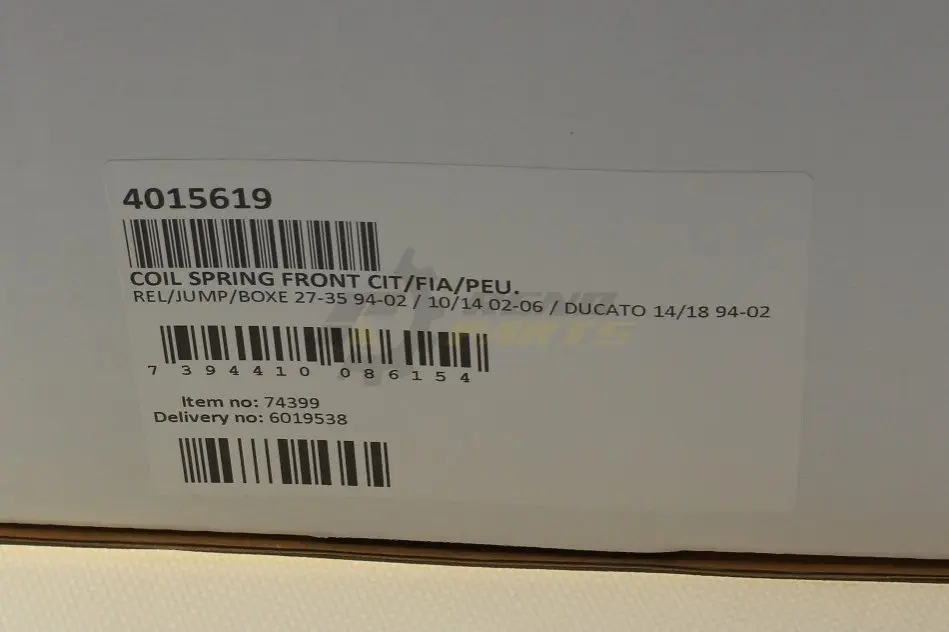 4015619
COIL SPRING FRONT CIT/FIA/PEU.
REL/JUMP/BOXE 27-35 94-02 / 10/14 02-06 / DUCATO 14/18 94-02
7 394410 086154
Item no: 74399
Delivery no: 6019538
PARTS